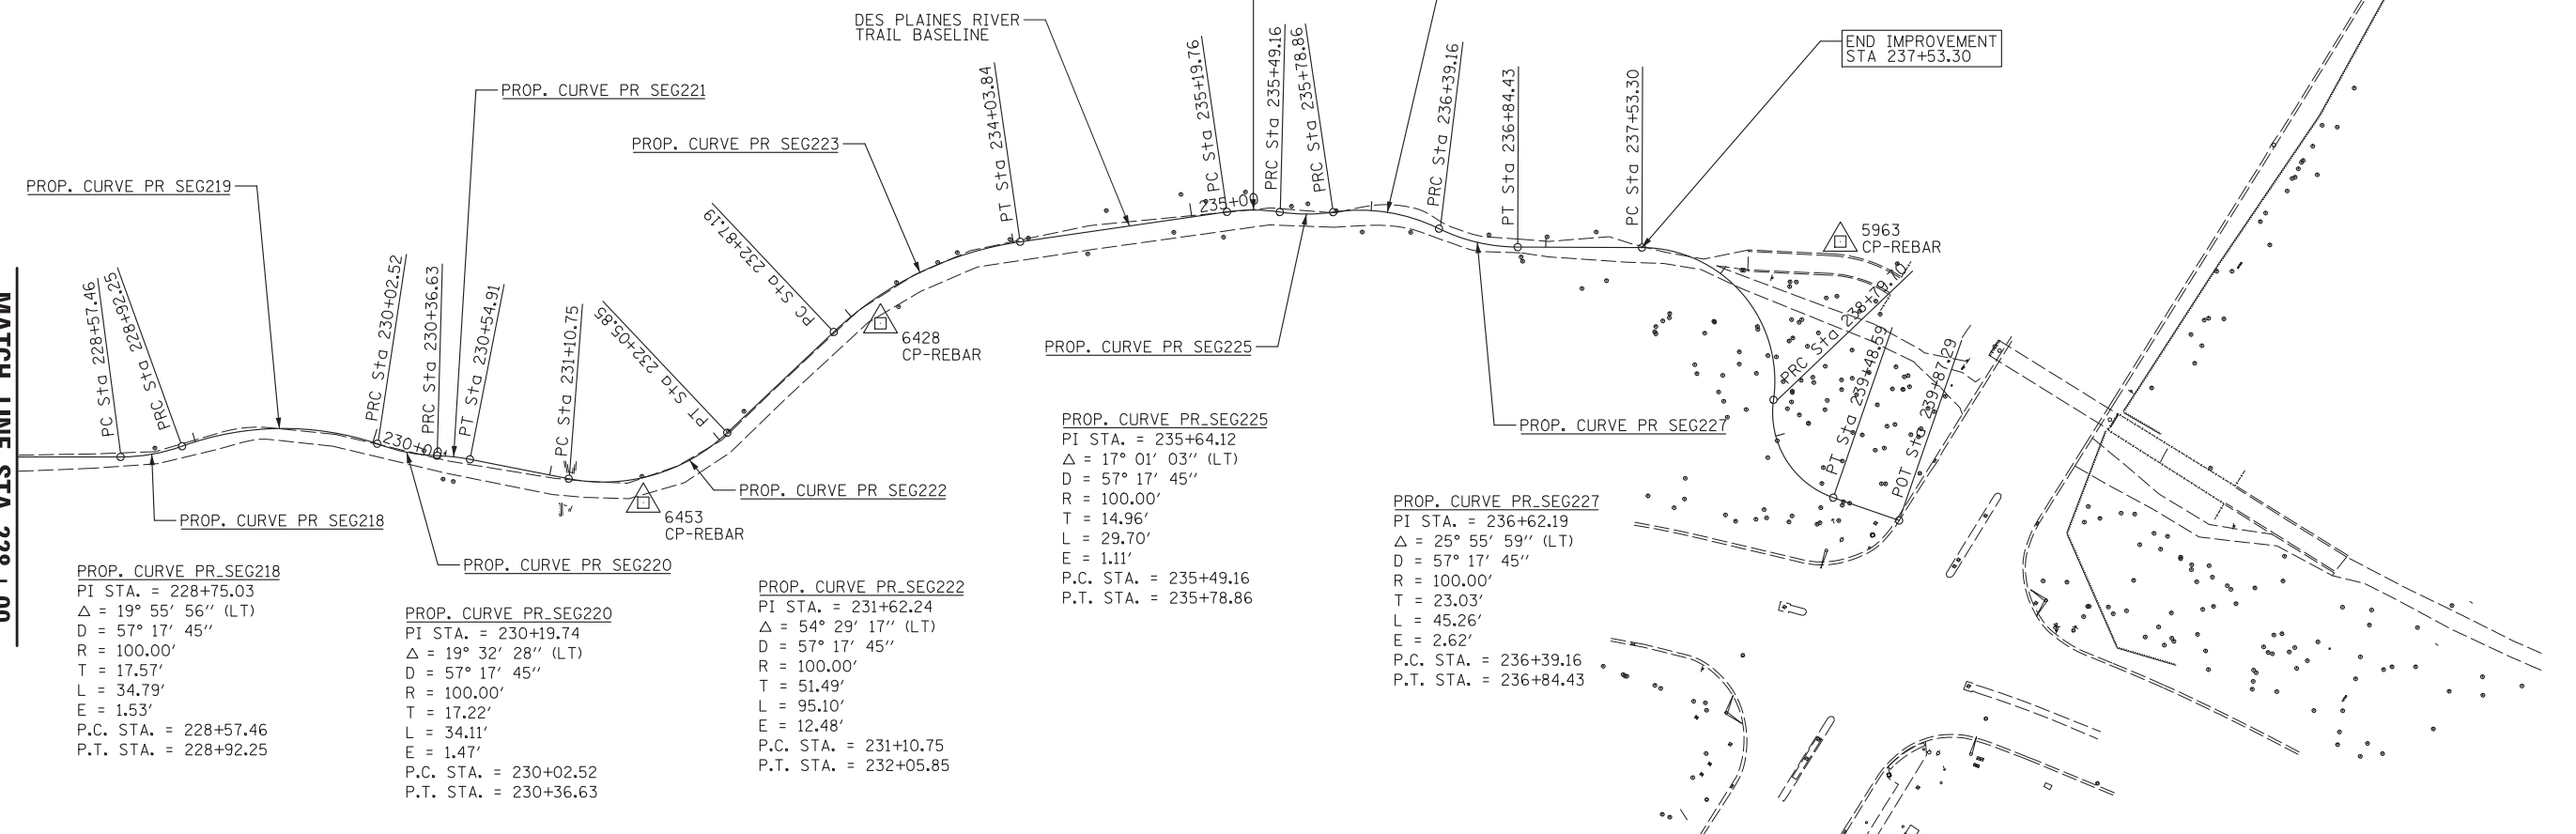 DES PLAINES RIVER
TRAIL BASELINE
END IMPROVEMENT
STA 237+53.30
PROP. CURVE PR SEG221
PROP. CURVE PR SEG223
PROP. CURVE PR SEG219
PC Sta 228+57.46
PRC Sta 228+92.25
PRC Sta 230+02.52
PRC Sta 230+36.63
PT Sta 230+54.91
PC Sta 231+10.75
PT Sta 232+05.85
PC Sta 232+87.19
PT Sta 234+03.84
PC Sta 235+19.76
PRC Sta 235+49.16
PRC Sta 235+78.86
PRC Sta 236+39.16
PT Sta 236+84.43
PC Sta 237+53.30
PRC Sta 238+79.10
PT Sta 239+48.59
POT Sta 239+87.29
230+00
235+00
5963
CP-REBAR
6428
CP-REBAR
6453
CP-REBAR
MATCH LINE STA 228+00
PROP. CURVE PR SEG225
PROP. CURVE PR SEG227
PROP. CURVE PR SEG222
PROP. CURVE PR SEG218
PROP. CURVE PR SEG220
PROP. CURVE PR_SEG218
PI STA. = 228+75.03
Δ = 19° 55' 56'' (LT)
D = 57° 17' 45''
R = 100.00'
T = 17.57'
L = 34.79'
E = 1.53'
P.C. STA. = 228+57.46
P.T. STA. = 228+92.25
PROP. CURVE PR_SEG220
PI STA. = 230+19.74
Δ = 19° 32' 28'' (LT)
D = 57° 17' 45''
R = 100.00'
T = 17.22'
L = 34.11'
E = 1.47'
P.C. STA. = 230+02.52
P.T. STA. = 230+36.63
PROP. CURVE PR_SEG222
PI STA. = 231+62.24
Δ = 54° 29' 17'' (LT)
D = 57° 17' 45''
R = 100.00'
T = 51.49'
L = 95.10'
E = 12.48'
P.C. STA. = 231+10.75
P.T. STA. = 232+05.85
PROP. CURVE PR_SEG225
PI STA. = 235+64.12
Δ = 17° 01' 03'' (LT)
D = 57° 17' 45''
R = 100.00'
T = 14.96'
L = 29.70'
E = 1.11'
P.C. STA. = 235+49.16
P.T. STA. = 235+78.86
PROP. CURVE PR_SEG227
PI STA. = 236+62.19
Δ = 25° 55' 59'' (LT)
D = 57° 17' 45''
R = 100.00'
T = 23.03'
L = 45.26'
E = 2.62'
P.C. STA. = 236+39.16
P.T. STA. = 236+84.43